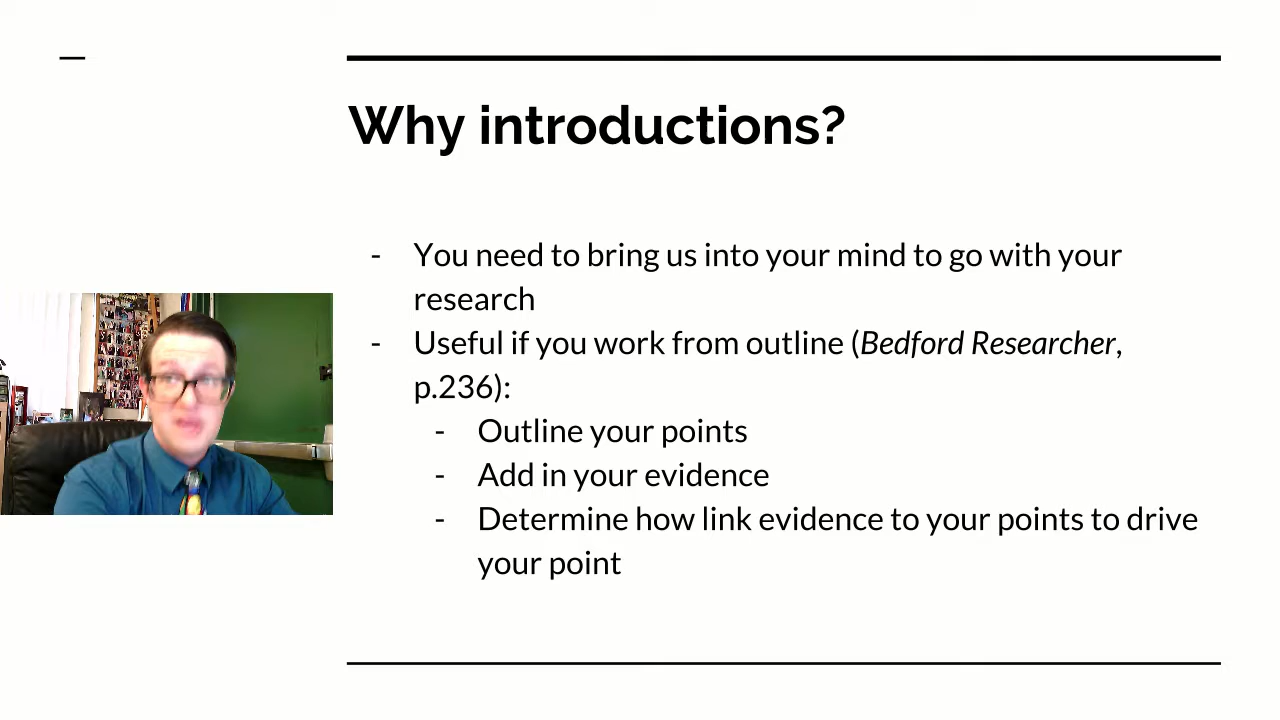 Why introductions?
- You need to bring us into your mind to go with your
research
- Useful if you work from outline (Bedford Researcher,
p.236):
- Outline your points
- Add in your evidence
- Determine how link evidence to your points to drive
your point